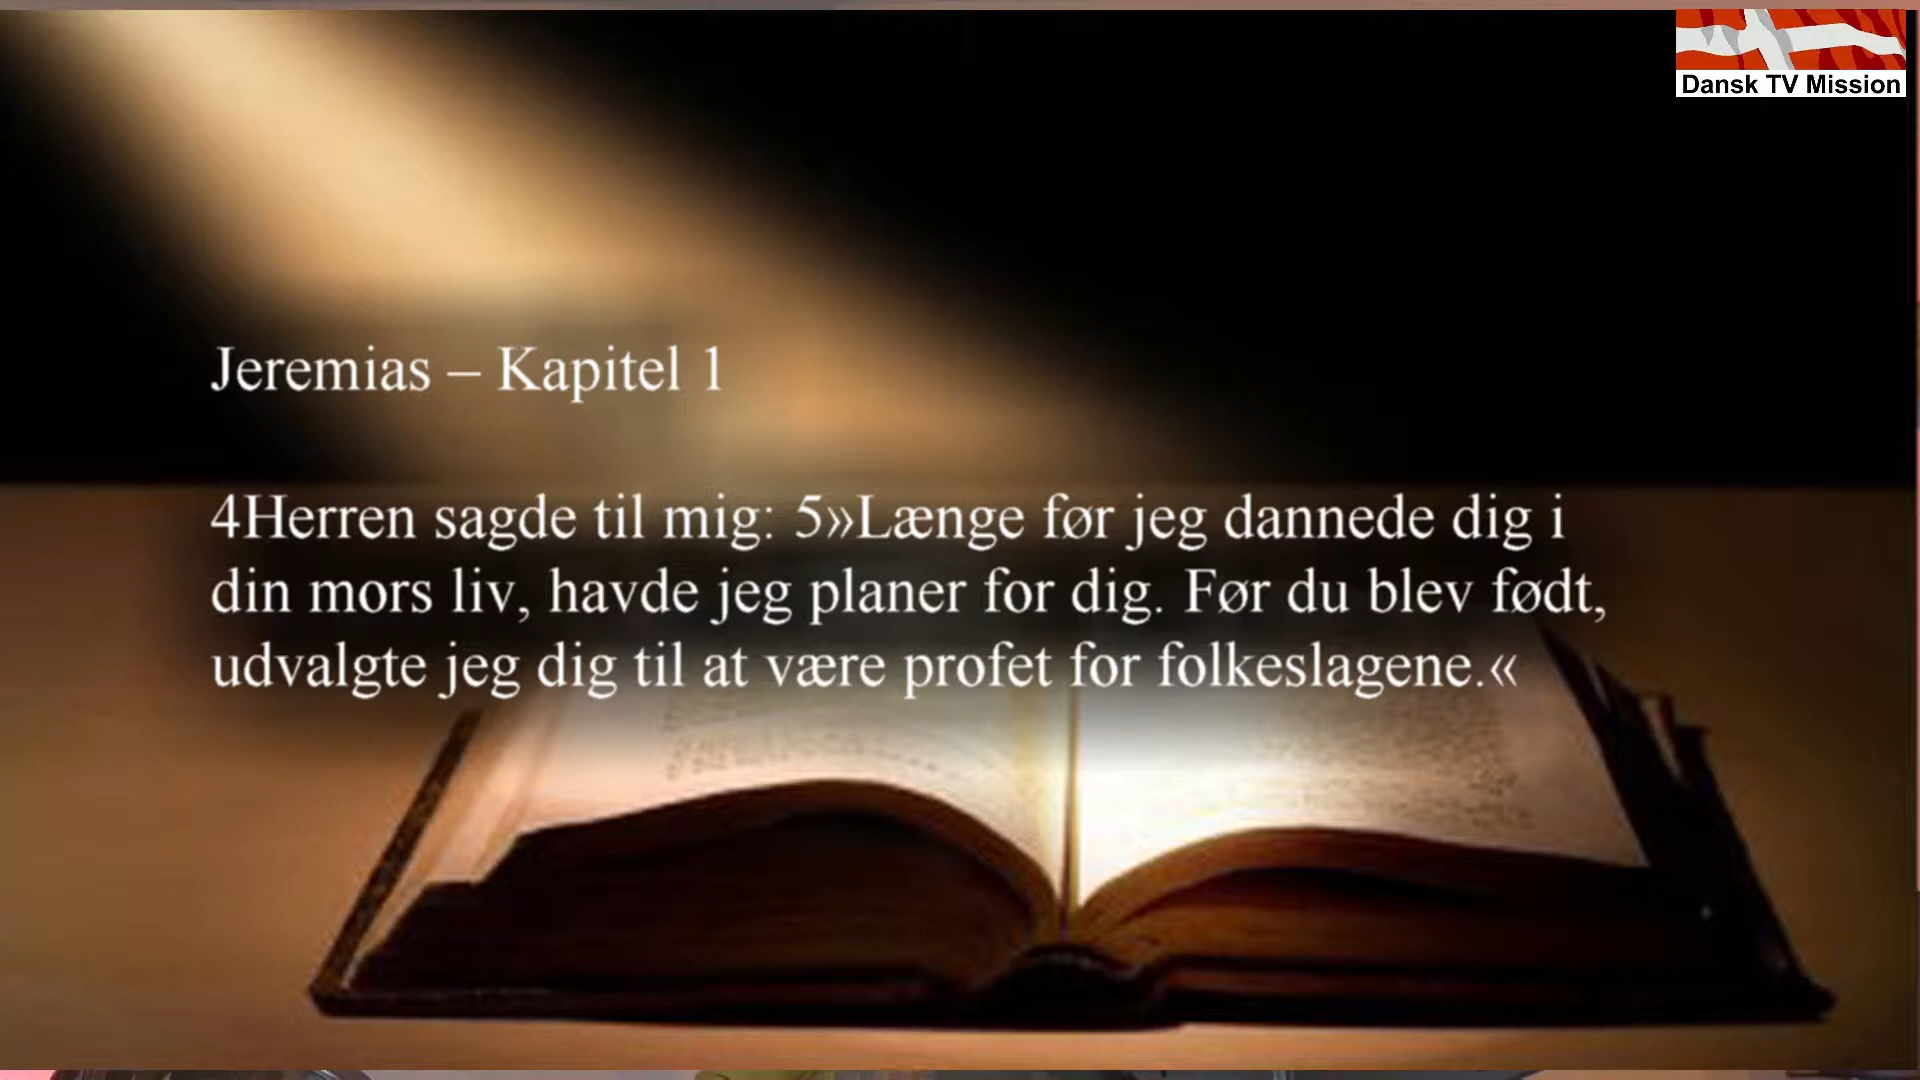 Dansk TV Mission
Jeremias – Kapitel 1
4Herren sagde til mig: 5»Længe før jeg dannede dig i
din mors liv, havde jeg planer for dig. Før du blev født,
udvalgte jeg dig til at være profet for folkeslagene.«